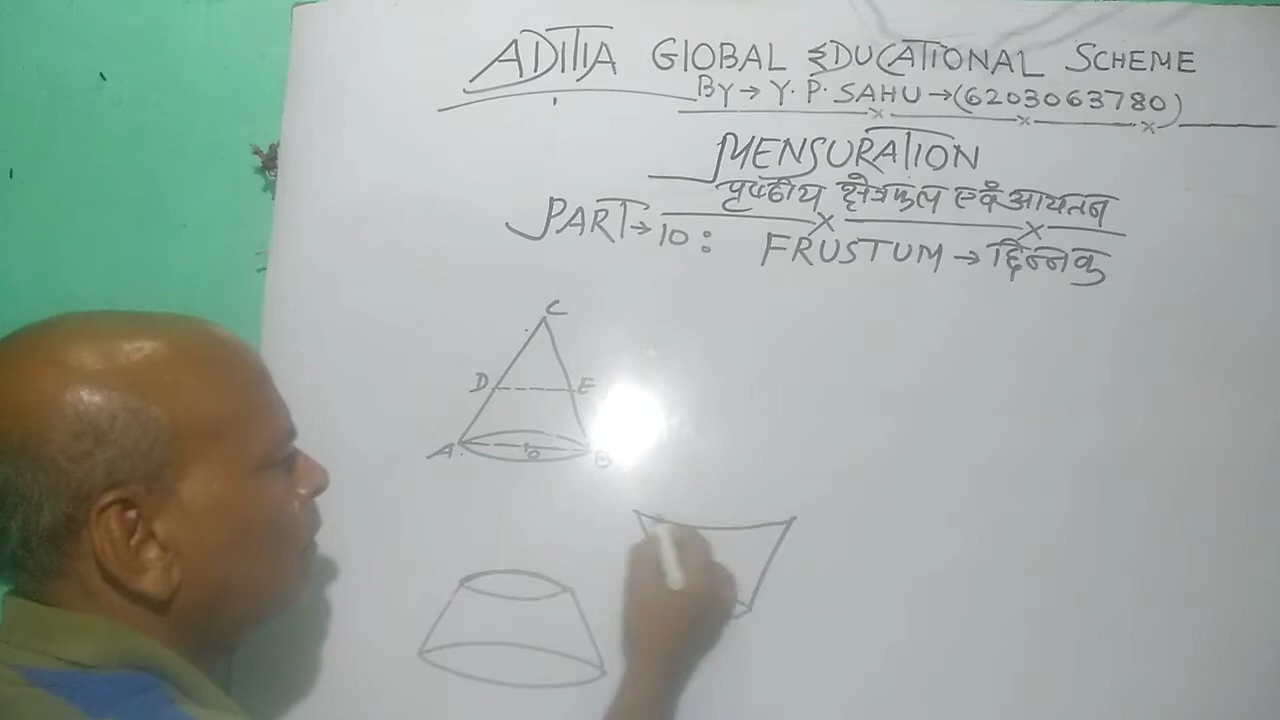 ADITIA GLOBAL EDUCATIONAL SCHEME
BY → Y. P. SAHU → (6203063780)
MENSURATION
पृष्ठीय क्षेत्रफल एवं आयतन
PART → 10 : FRUSTUM → छिन्नक
C
D E
A O B